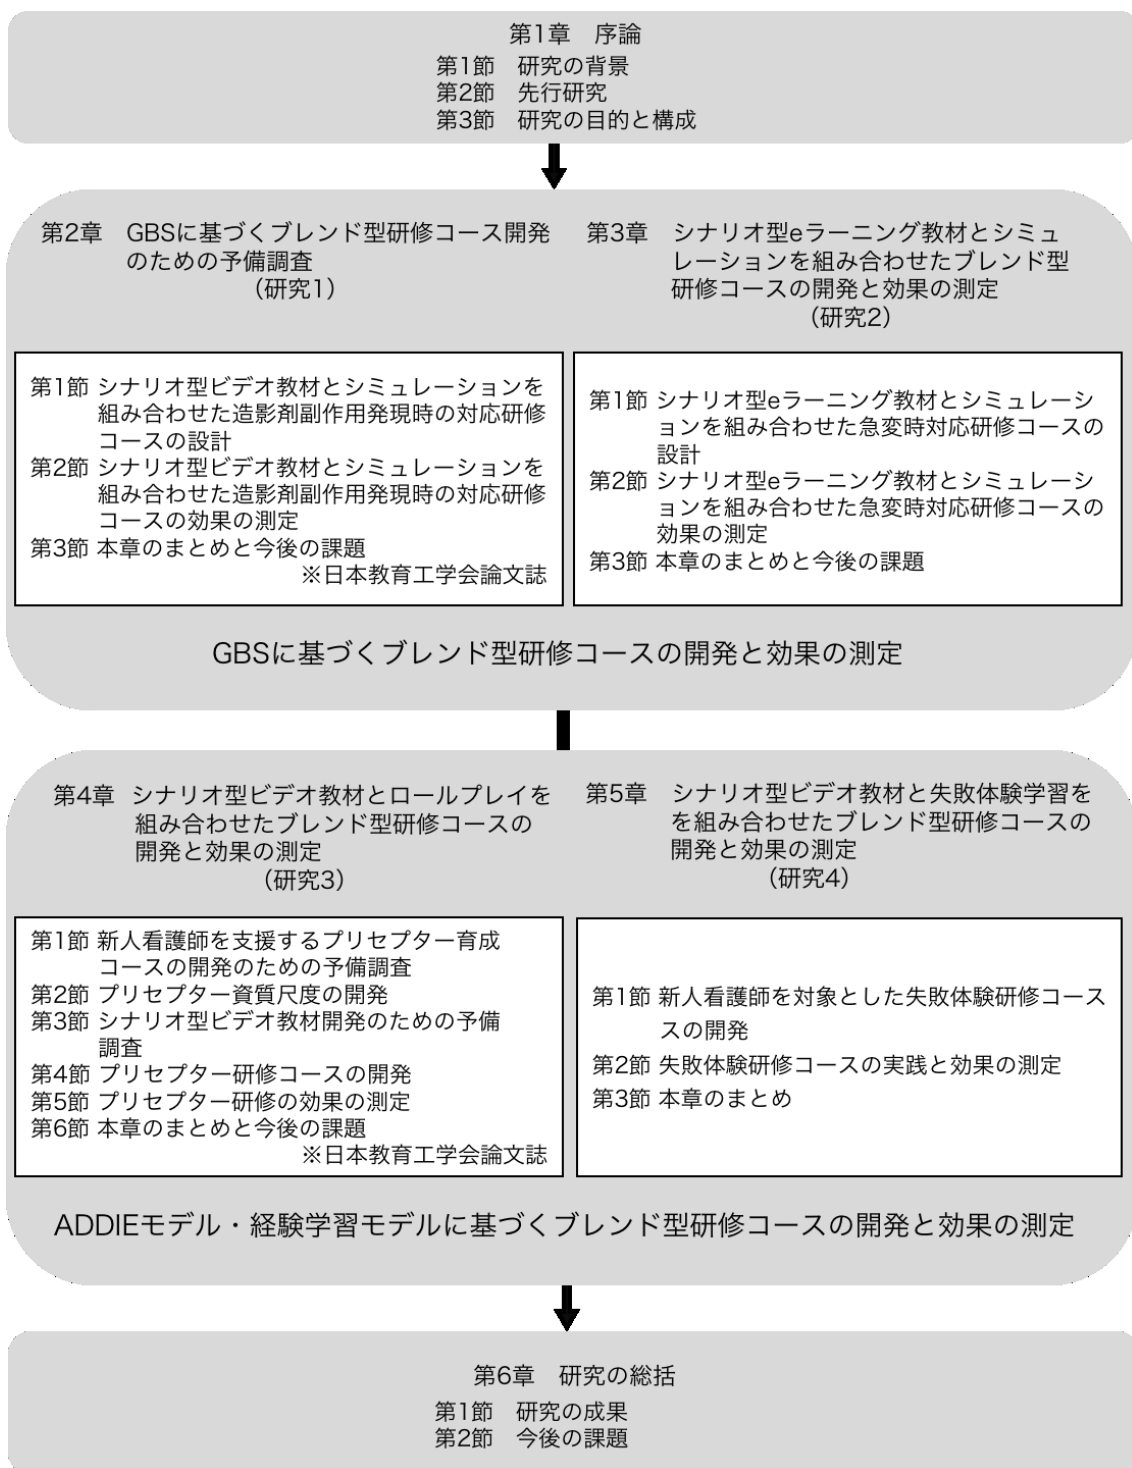 第1章　序論
第1節　研究の背景
第2節　先行研究
第3節　研究の目的と構成
第2章　GBSに基づくブレンド型研修コース開発
のための予備調査
（研究1）
第3章　シナリオ型eラーニング教材とシミュ
レーションを組み合わせたブレンド型
研修コースの開発と効果の測定
（研究2）
第1節 シナリオ型ビデオ教材とシミュレーションを
組み合わせた造影剤副作用発現時の対応研修
コースの設計
第2節 シナリオ型ビデオ教材とシミュレーションを
組み合わせた造影剤副作用発現時の対応研修
コースの効果の測定
第3節 本章のまとめと今後の課題
※日本教育工学会論文誌
第1節 シナリオ型eラーニング教材とシミュレーシ
ョンを組み合わせた急変時対応研修コースの
設計
第2節 シナリオ型eラーニング教材とシミュレーシ
ョンを組み合わせた急変時対応研修コースの
効果の測定
第3節 本章のまとめと今後の課題
GBSに基づくブレンド型研修コースの開発と効果の測定
第4章　シナリオ型ビデオ教材とロールプレイを
組み合わせたブレンド型研修コースの
開発と効果の測定
（研究3）
第5章　シナリオ型ビデオ教材と失敗体験学習を
を組み合わせたブレンド型研修コースの
開発と効果の測定
（研究4）
第1節 新人看護師を支援するプリセプター育成
コースの開発のための予備調査
第2節 プリセプター資質尺度の開発
第3節 シナリオ型ビデオ教材開発のための予備
調査
第4節 プリセプター研修コースの開発
第5節 プリセプター研修の効果の測定
第6節 本章のまとめと今後の課題
※日本教育工学会論文誌
第1節 新人看護師を対象とした失敗体験研修コース
スの開発
第2節 失敗体験研修コースの実践と効果の測定
第3節 本章のまとめ
ADDIEモデル・経験学習モデルに基づくブレンド型研修コースの開発と効果の測定
第6章　研究の総括
第1節　研究の成果
第2節　今後の課題